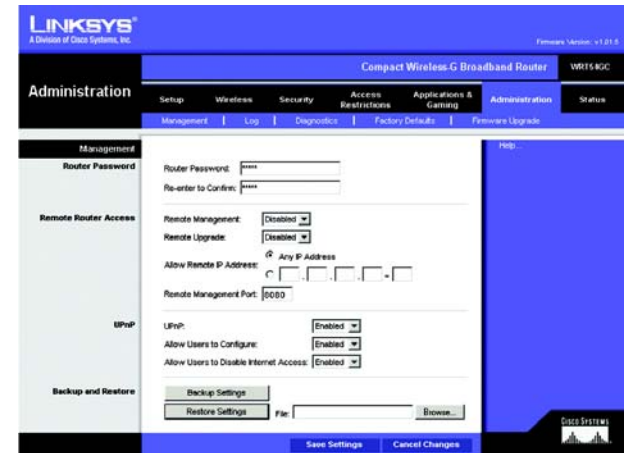 LINKSYS®
A Division of Cisco Systems, Inc.
Firmware Version: v1.01.5
Compact Wireless-G Broadband Router WRT54GC
Administration
Setup Wireless Security Access Restrictions Applications & Gaming Administration Status
Management | Log | Diagnostics | Factory Defaults | Firmware Upgrade
Management
Help...
Router Password
Router Password: *****
Re-enter to Confirm: *****
Remote Router Access
Remote Management: Disabled
Remote Upgrade: Disabled
Allow Remote IP Address: Any IP Address
. . . -
Remote Management Port: 8080
UPnP
UPnP: Enabled
Allow Users to Configure: Enabled
Allow Users to Disable Internet Access: Enabled
Backup and Restore
Backup Settings
Restore Settings File: Browse...
CISCO SYSTEMS
Save Settings Cancel Changes